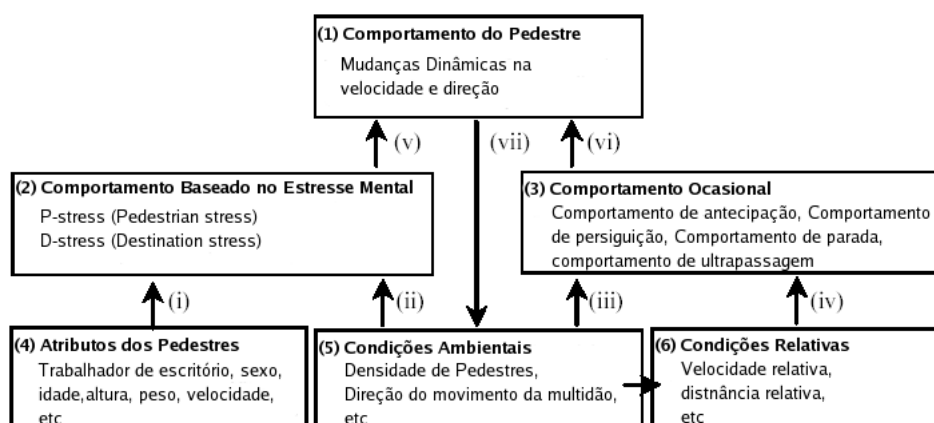 (1) Comportamento do Pedestre
Mudanças Dinâmicas na
velocidade e direção
(v)
(vii)
(vi)
(2) Comportamento Baseado no Estresse Mental
P-stress (Pedestrian stress)
D-stress (Destination stress)
(3) Comportamento Ocasional
Comportamento de antecipação, Comportamento
de persiguição, Comportamento de parada,
comportamento de ultrapassagem
(i)
(ii)
(iii)
(iv)
(4) Atributos dos Pedestres
Trabalhador de escritório, sexo,
idade,altura, peso, velocidade,
etc
(5) Condições Ambientais
Densidade de Pedestres,
Direção do movimento da multidão,
etc
(6) Condições Relativas
Velocidade relativa,
distnância relativa,
etc